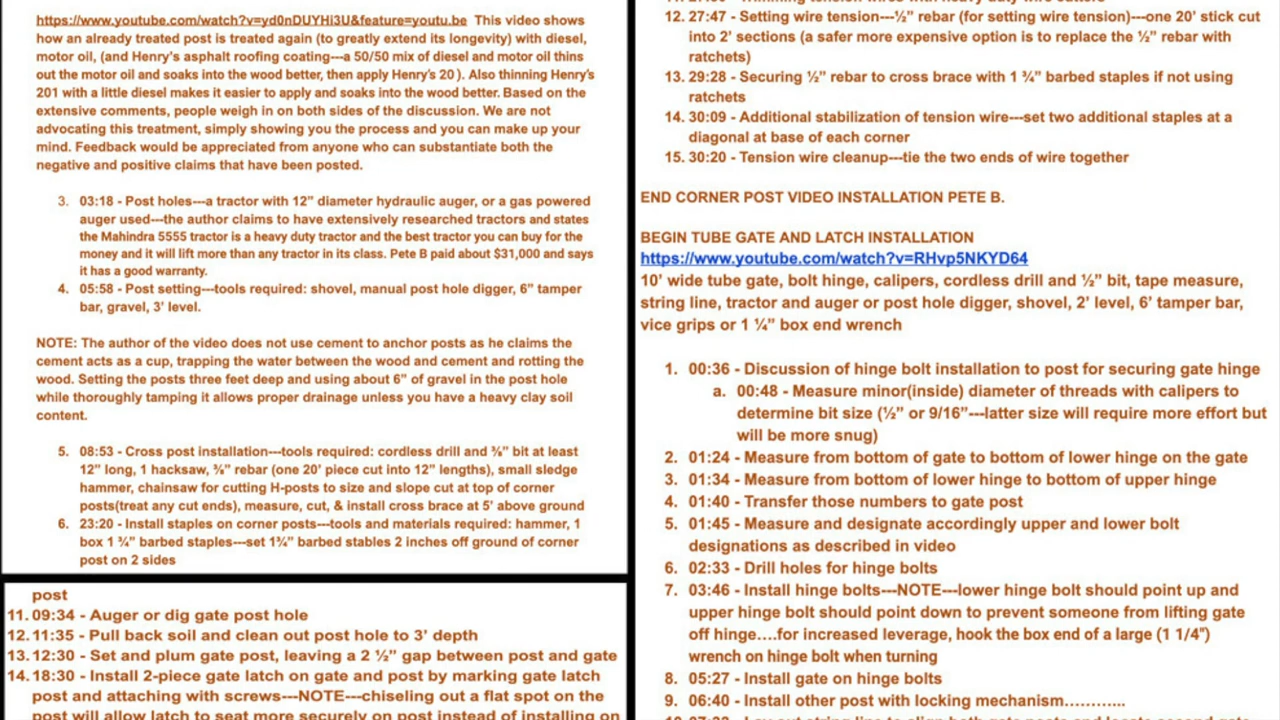 https://www.youtube.com/watch?v=yd0nDUYHi3U&feature=youtu.be This video shows
how an already treated post is treated again (to greatly extend its longevity) with diesel,
motor oil, (and Henry's asphalt roofing coating---a 50/50 mix of diesel and motor oil thins
out the motor oil and soaks into the wood better, then apply Henry's 20 ). Also thinning Henry's
201 with a little diesel makes it easier to apply and soaks into the wood better. Based on the
extensive comments, people weigh in on both sides of the discussion. We are not
advocating this treatment, simply showing you the process and you can make up your
mind. Feedback would be appreciated from anyone who can substantiate both the
negative and positive claims that have been posted.
3. 03:18 - Post holes---a tractor with 12” diameter hydraulic auger, or a gas powered
auger used---the author claims to have extensively researched tractors and states
the Mahindra 5555 tractor is a heavy duty tractor and the best tractor you can buy for the
money and it will lift more than any tractor in its class. Pete B paid about $31,000 and says
it has a good warranty.
4. 05:58 - Post setting---tools required: shovel, manual post hole digger, 6” tamper
bar, gravel, 3’ level.
NOTE: The author of the video does not use cement to anchor posts as he claims the
cement acts as a cup, trapping the water between the wood and cement and rotting the
wood. Setting the posts three feet deep and using about 6” of gravel in the post hole
while thoroughly tamping it allows proper drainage unless you have a heavy clay soil
content.
5. 08:53 - Cross post installation---tools required: cordless drill and ⅜” bit at least
12” long, 1 hacksaw, ⅜” rebar (one 20’ piece cut into 12” lengths), small sledge
hammer, chainsaw for cutting H-posts to size and slope cut at top of corner
posts(treat any cut ends), measure, cut, & install cross brace at 5’ above ground
6. 23:20 - Install staples on corner posts---tools and materials required: hammer, 1
box 1 ¾” barbed staples---set 1¾” barbed stables 2 inches off ground of corner
post on 2 sides
post
11. 09:34 - Auger or dig gate post hole
12. 11:35 - Pull back soil and clean out post hole to 3’ depth
13. 12:30 - Set and plum gate post, leaving a 2 ½” gap between post and gate
14. 18:30 - Install 2-piece gate latch on gate and post by marking gate latch
post and attaching with screws---NOTE---chiseling out a flat spot on the
post will allow latch to seat more securely on post instead of installing on
12. 27:47 - Setting wire tension---½” rebar (for setting wire tension)---one 20’ stick cut
into 2’ sections (a safer more expensive option is to replace the ½” rebar with
ratchets)
13. 29:28 - Securing ½” rebar to cross brace with 1 ¾” barbed staples if not using
ratchets
14. 30:09 - Additional stabilization of tension wire---set two additional staples at a
diagonal at base of each corner
15. 30:20 - Tension wire cleanup---tie the two ends of wire together
END CORNER POST VIDEO INSTALLATION PETE B.
BEGIN TUBE GATE AND LATCH INSTALLATION
https://www.youtube.com/watch?v=RHvp5NKYD64
10’ wide tube gate, bolt hinge, calipers, cordless drill and ½” bit, tape measure,
string line, tractor and auger or post hole digger, shovel, 2’ level, 6’ tamper bar,
vice grips or 1 ¼” box end wrench
1. 00:36 - Discussion of hinge bolt installation to post for securing gate hinge
a. 00:48 - Measure minor(inside) diameter of threads with calipers to
determine bit size (½” or 9/16”---latter size will require more effort but
will be more snug)
2. 01:24 - Measure from bottom of gate to bottom of lower hinge on the gate
3. 01:34 - Measure from bottom of lower hinge to bottom of upper hinge
4. 01:40 - Transfer those numbers to gate post
5. 01:45 - Measure and designate accordingly upper and lower bolt
designations as described in video
6. 02:33 - Drill holes for hinge bolts
7. 03:46 - Install hinge bolts---NOTE---lower hinge bolt should point up and
upper hinge bolt should point down to prevent someone from lifting gate
off hinge….for increased leverage, hook the box end of a large (1 1/4")
wrench on hinge bolt when turning
8. 05:27 - Install gate on hinge bolts
9. 06:40 - Install other post with locking mechanism…………..